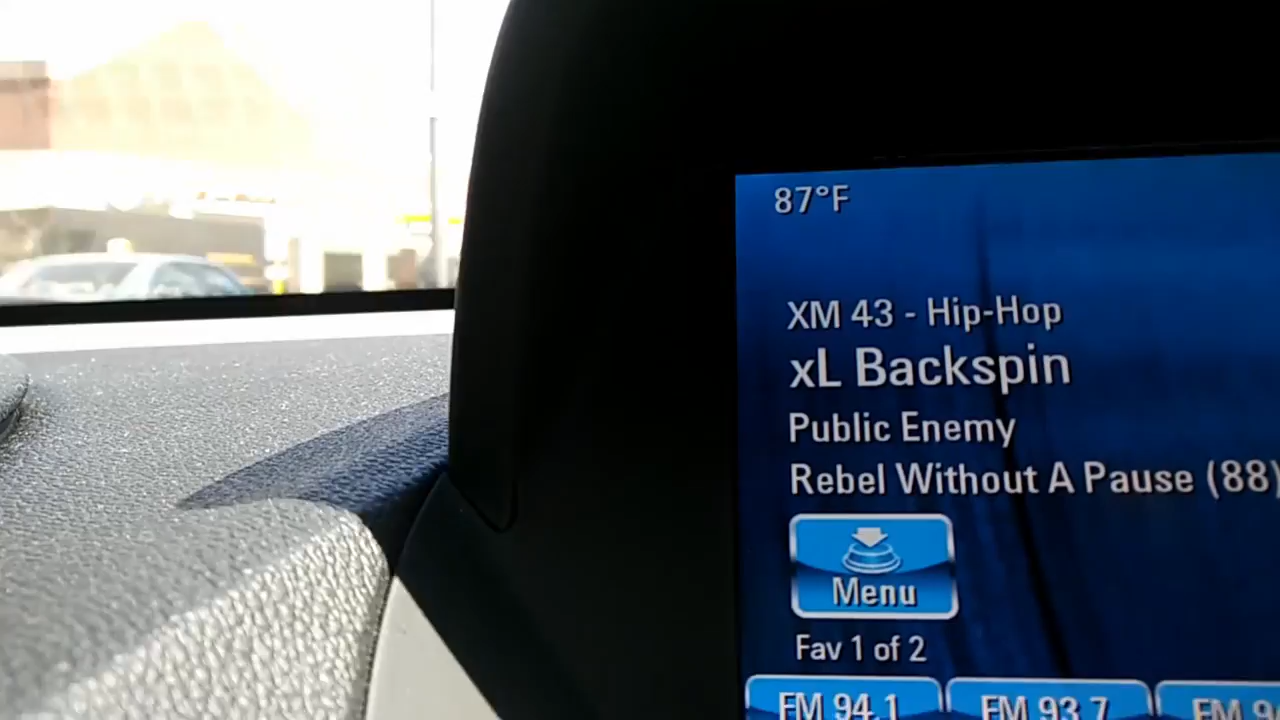 87°F
XM 43 - Hip-Hop
xL Backspin
Public Enemy
Rebel Without A Pause (88)
Menu
Fav 1 of 2
FM 94.1 FM 93.7 FM